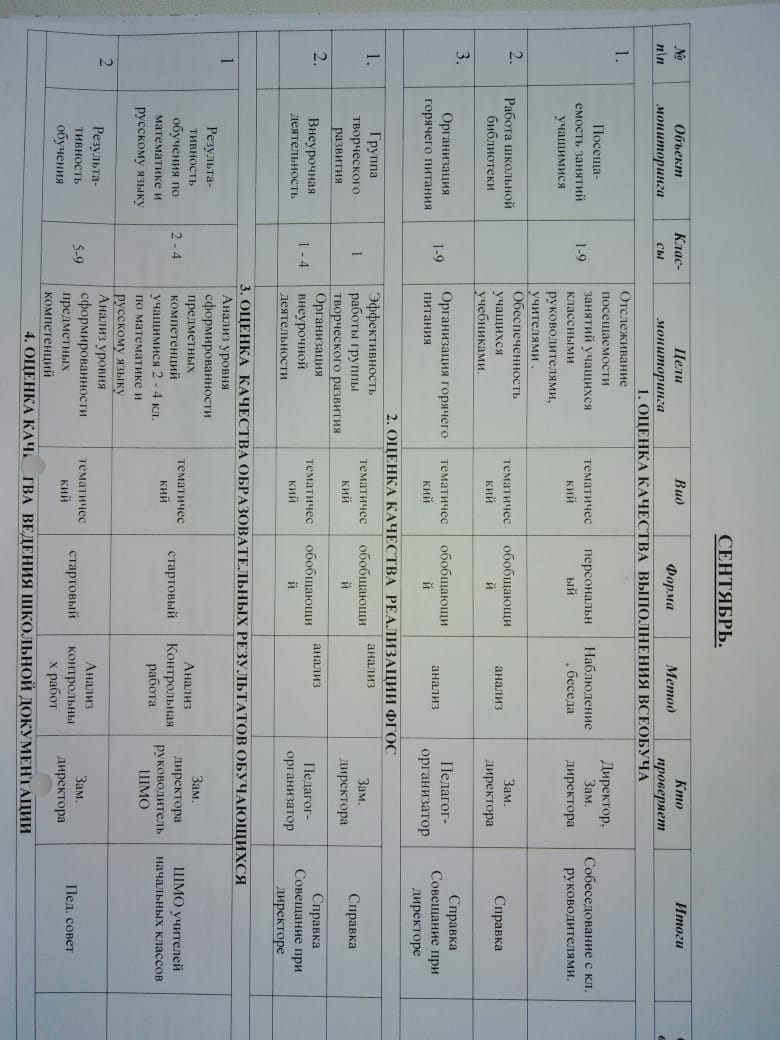 СЕНТЯБРЬ.
№
п\п
Объект
мониторинга
Клас-
сы
Цели
мониторинга
Вид
Форма
Метод
Кто
проверяет
Итоги
1. ОЦЕНКА КАЧЕСТВА ВЫПОЛНЕНИЯ ВСЕОБУЧА
1.
Посеща-
емость занятий
учащимися
1-9
Отслеживание
посещаемости
занятий учащихся
классными
руководителями,
учителями .
тематичес
кий
персональн
ый
Наблюдение
, беседа
Директор,
Зам.
директора
Собеседование с кл.
руководителями.
2.
Работа школьной
библиотеки
Обеспеченность
учащихся
учебниками.
тематичес
кий
обобщающи
й
анализ
Зам.
директора
Справка
3.
Организация
горячего питания
1-9
Организация горячего
питания
тематичес
кий
обобщающи
й
анализ
Педагог-
организатор
Справка
Совещание при
директоре
2. ОЦЕНКА КАЧЕСТВА РЕАЛИЗАЦИИ ФГОС
1.
Группа
творческого
развития
1
Эффективность
работы группы
творческого развития
тематичес
кий
обобщающи
й
анализ
Зам.
директора
Справка
2.
Внеурочная
деятельность
1 - 4
Организация
внеурочной
деятельности
тематичес
кий
обобщающи
й
анализ
Педагог-
организатор
Справка
Совещание при
директоре
3. ОЦЕНКА КАЧЕСТВА ОБРАЗОВАТЕЛЬНЫХ РЕЗУЛЬТАТОВ ОБУЧАЮЩИХСЯ
1
Результа-
тивность
обучения по
математике и
русскому языку
2 - 4
Анализ уровня
сформированности
предметных
компетенций
учащимися 2 - 4 кл.
по математике и
русскому языку
тематичес
кий
стартовый
Анализ
Контрольная
работа
Зам.
директора
руководитель
ШМО
ШМО учителей
начальных классов
2
Результа-
тивность
обучения
5-9
Анализ уровня
сформированности
предметных
компетенций
тематичес
кий
стартовый
Анализ
контрольны
х работ
Зам.
директора
Пед. совет
4. ОЦЕНКА ВЕДЕНИЯ ШКОЛЬНОЙ ДОКУМЕНТАЦИИ